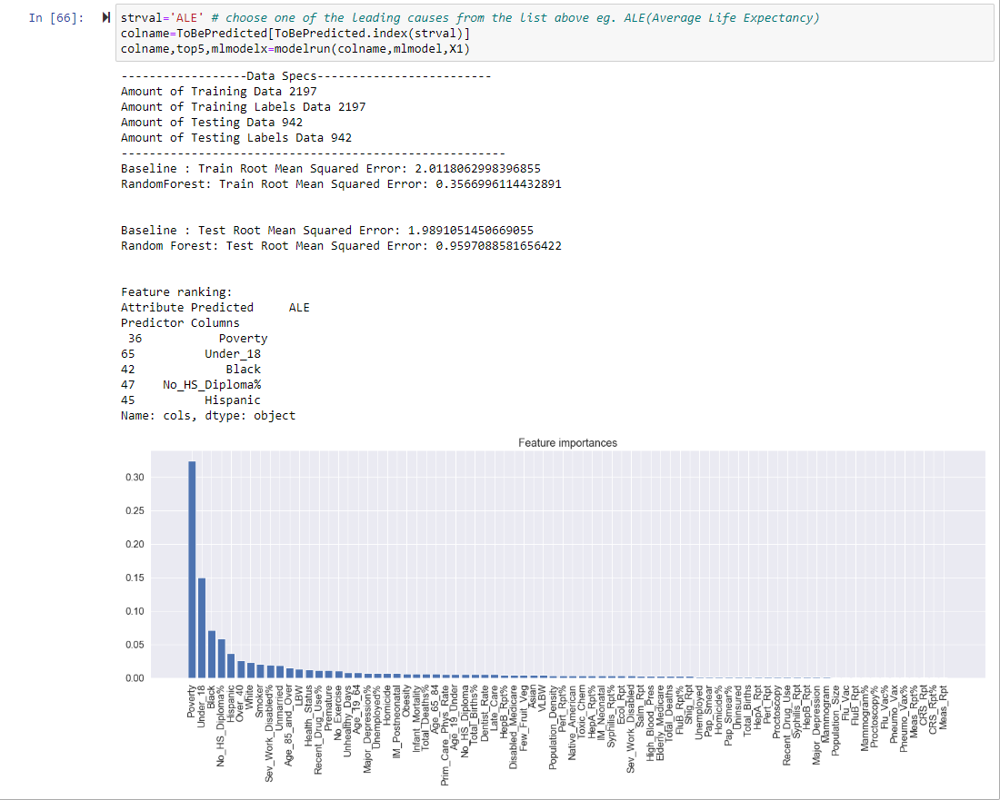 In [66]:
strval='ALE' # choose one of the leading causes from the list above eg. ALE(Average Life Expectancy)
colname=ToBePredicted[ToBePredicted.index(strval)]
colname,top5,mlmodelx=modelrun(colname,mlmodel,X1)
------------------Data Specs-------------------------
Amount of Training Data 2197
Amount of Training Labels Data 2197
Amount of Testing Data 942
Amount of Testing Labels Data 942
-------------------------------------------------------
Baseline : Train Root Mean Squared Error: 2.0118062998396855
RandomForest: Train Root Mean Squared Error: 0.3566996114432891
Baseline : Test Root Mean Squared Error: 1.9891051450669055
Random Forest: Test Root Mean Squared Error: 0.9597088581656422
Feature ranking:
Attribute Predicted     ALE
Predictor Columns
36           Poverty
65          Under_18
42             Black
47    No_HS_Diploma%
45          Hispanic
Name: cols, dtype: object
Feature importances
0.30
0.25
0.20
0.15
0.10
0.05
0.00
Poverty
Under_18
Black
No_HS_Diploma%
Hispanic
Over_40
White
Smoker
Sev_Work_Disabled%
Unmarried
Age_85_and_Over
LBW
Health_Status
Recent_Drug_Use%
Premature
No_Exercise
Unhealthy_Days
Age_19_64
Major_Depression%
Unemployed%
Homicide
IM_Postneonatal
Obesity
Infant_Mortality
Total_Deaths%
Age_65_84
Prim_Care_Phys_Rate
Age_19_Under
No_HS_Diploma
Total_Births%
Dentist_Rate
Late_Care
HepB_Rpt%
Disabled_Medicare
Few_Fruit_Veg
Asian
VLBW
Population_Density
Pert_Rpt%
Native_American
Toxic_Chem
HepA_Rpt%
IM_Neonatal
Syphilis_Rpt%
Ecol_Rpt
Sev_Work_Disabled
Salm_Rpt
High_Blood_Pres
Elderly_Medicare
Total_Deaths
FluB_Rpt%
Shig_Rpt
Unemployed
Pap_Smear
Homicide%
Pap_Smear%
Uninsured
Total_Births
HepA_Rpt
Pert_Rpt
Proctoscopy
Recent_Drug_Use
Syphilis_Rpt
HepB_Rpt
Major_Depression
Mammogram
Population_Size
Flu_Vac
FluB_Rpt
Mammogram%
Proctoscopy%
Flu_Vac%
Pneumo_Vax
Pneumo_Vax%
Meas_Rpt%
CRS_Rpt
CRS_Rpt%
Meas_Rpt